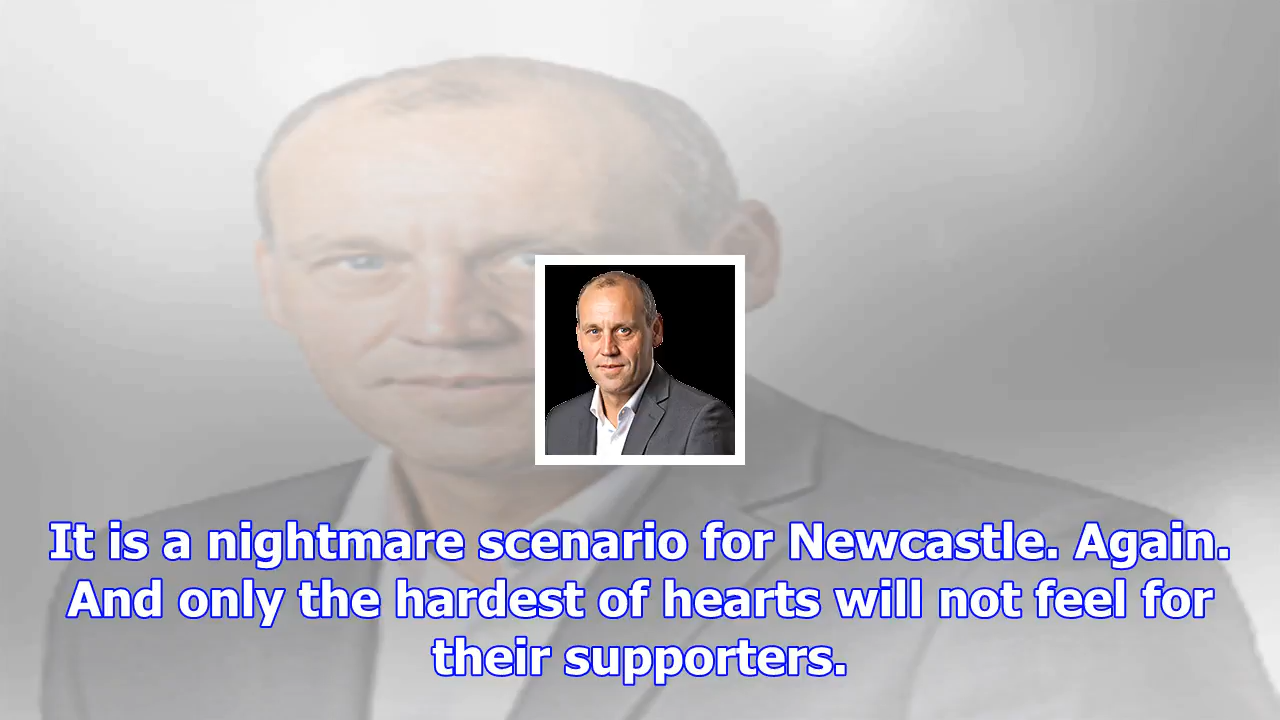 It is a nightmare scenario for Newcastle. Again.
And only the hardest of hearts will not feel for
their supporters.